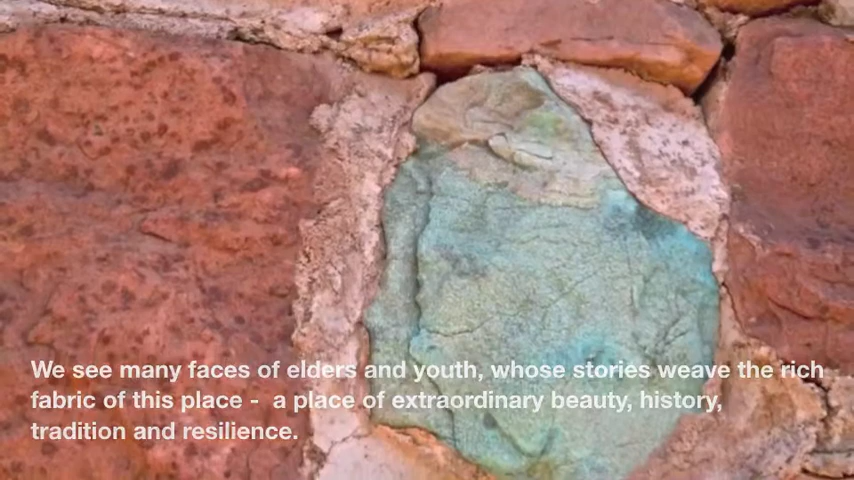 We see many faces of elders and youth, whose stories weave the rich
fabric of this place -  a place of extraordinary beauty, history,
tradition and resilience.